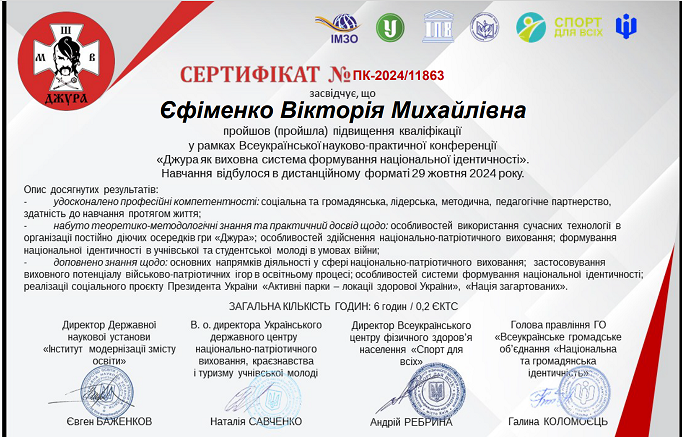 Ш
М
В
ДЖУРА
ІМЗО
У
СПОРТ
ДЛЯ ВСІХ
СЕРТИФІКАТ №ПК-2024/11863
засвідчує, що
Єфіменко Вікторія Михайлівна
пройшов (пройшла) підвищення кваліфікації
у рамках Всеукраїнської науково-практичної конференції
«Джура як виховна система формування національної ідентичності».
Навчання відбулося в дистанційному форматі 29 жовтня 2024 року.
Опис досягнутих результатів:
- удосконалено професійні компетентності: соціальна та громадянська, лідерська, методична, педагогічне партнерство,
здатність до навчання протягом життя;
- набуто теоретико-методологічні знання та практичний досвід щодо: особливостей використання сучасних технології в
організації постійно діючих осередків гри «Джура»; особливостей здійснення національно-патріотичного виховання; формування
національної ідентичності в учнівської та студентської молоді в умовах війни;
- доповнено знання щодо: основних напрямків діяльності у сфері національно-патріотичного виховання; застосування
виховного потенціалу військово-патріотичних ігор в освітньому процесі; особливостей системи формування національної ідентичності;
реалізації соціального проєкту Президента України «Активні парки – локації здорової України», «Нація загартованих».
ЗАГАЛЬНА КІЛЬКІСТЬ ГОДИН: 6 годин / 0,2 ЄКТС
Директор Державної
наукової установи
«Інститут модернізації змісту
освіти»
Євген БАЖЕНКОВ
В. о. директора Українського
державного центру
національно-патріотичного
виховання, краєзнавства
і туризму учнівської молоді
Наталія САВЧЕНКО
Директор Всеукраїнського
центру фізичного здоров'я
населення «Спорт для
всіх»
Андрій РЕБРИНА
Голова правління ГО
«Всеукраїнське громадське
об'єднання «Національна
та громадянська
ідентичність»
Галина КОЛОМОЄЦЬ